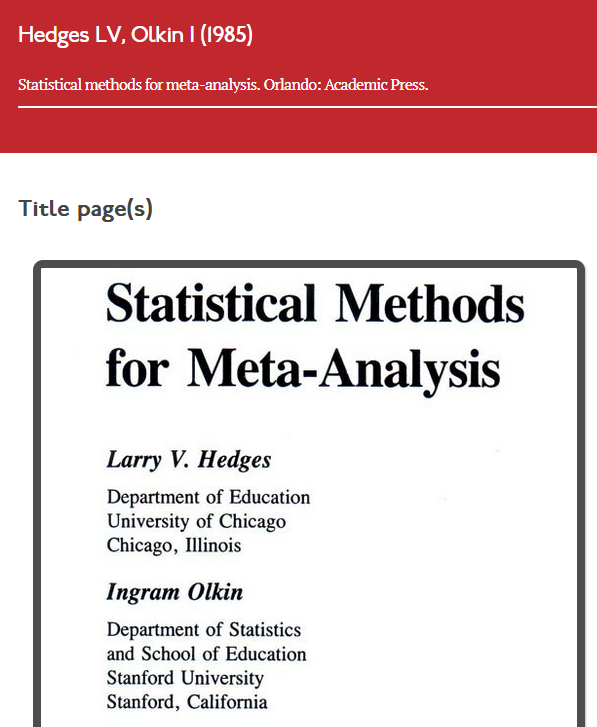 Hedges LV, Olkin I (1985)
Statistical methods for meta-analysis. Orlando: Academic Press.
Title page(s)
Statistical Methods
for Meta-Analysis
Larry V. Hedges
Department of Education
University of Chicago
Chicago, Illinois
Ingram Olkin
Department of Statistics
and School of Education
Stanford University
Stanford, California